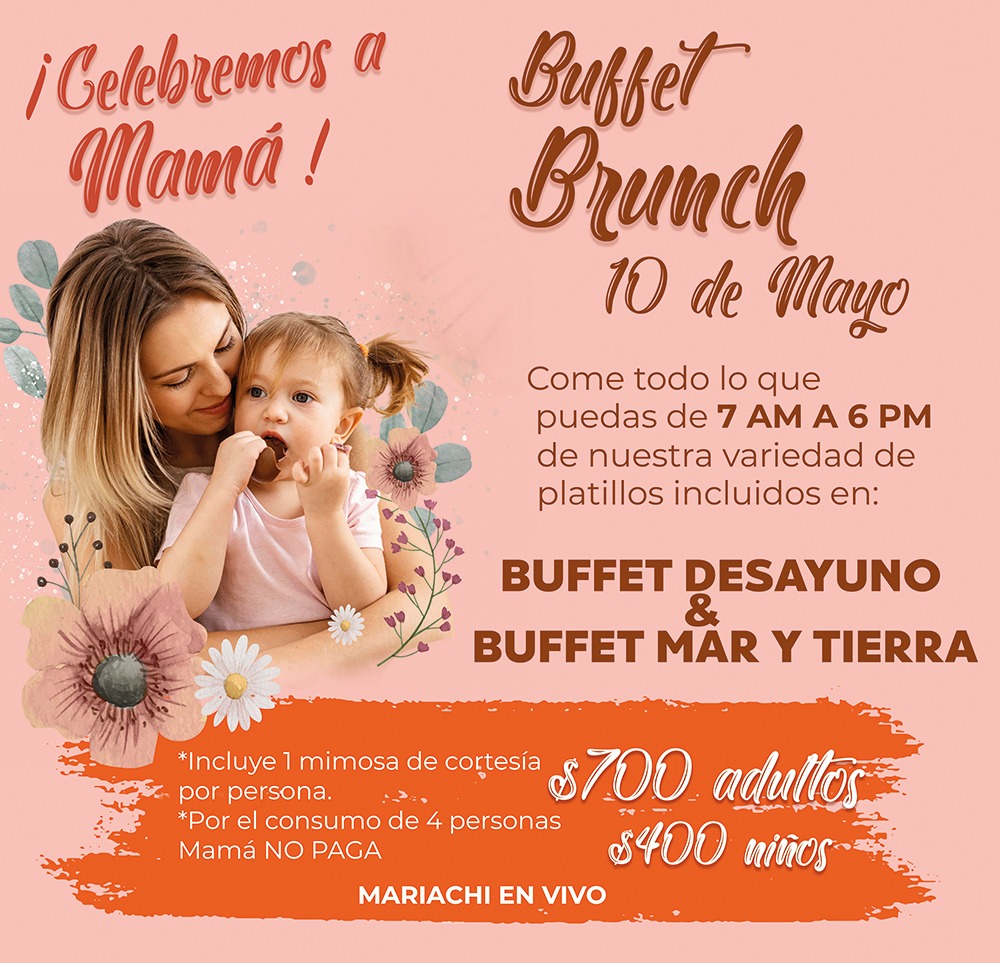 ¡Celebremos a
Mamá!
Buffet
Brunch
10 de Mayo
Come todo lo que
puedas de 7 AM A 6 PM
de nuestra variedad de
platillos incluidos en:
BUFFET DESAYUNO
&
BUFFET MAR Y TIERRA
*Incluye 1 mimosa de cortesía
por persona.
*Por el consumo de 4 personas
Mamá NO PAGA
$700 adultos
$400 niños
MARIACHI EN VIVO